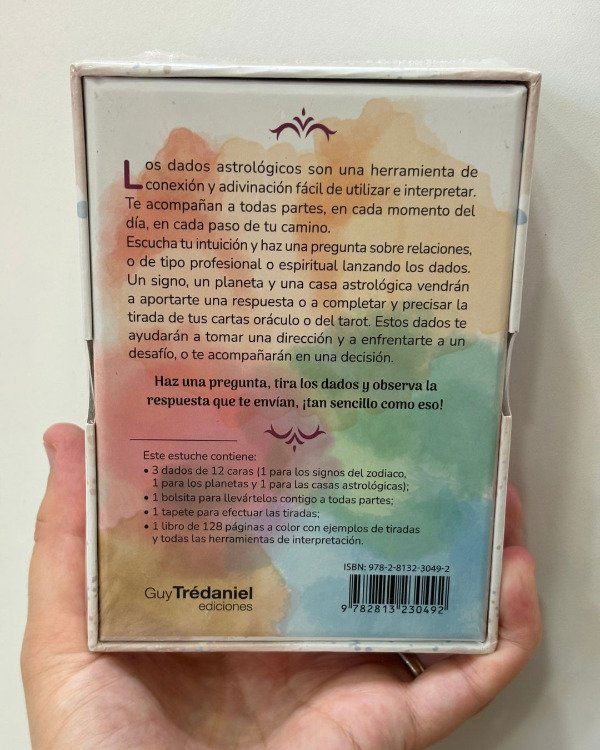 Los dados astrológicos son una herramienta de
conexión y adivinación fácil de utilizar e interpretar.
Te acompañan a todas partes, en cada momento del
día, en cada paso de tu camino.
Escucha tu intuición y haz una pregunta sobre relaciones,
o de tipo profesional o espiritual lanzando los dados.
Un signo, un planeta y una casa astrológica vendrán
a aportarte una respuesta o a completar y precisar la
tirada de tus cartas oráculo o del tarot. Estos dados te
ayudarán a tomar una dirección y a enfrentarte a un
desafío, o te acompañarán en una decisión.
Haz una pregunta, tira los dados y observa la
respuesta que te envían, ¡tan sencillo como eso!
Este estuche contiene:
• 3 dados de 12 caras (1 para los signos del zodiaco,
1 para los planetas y 1 para las casas astrológicas);
• 1 bolsita para llevártelos contigo a todas partes;
• 1 tapete para efectuar las tiradas;
• 1 libro de 128 páginas a color con ejemplos de tiradas
y todas las herramientas de interpretación.
ISBN: 978-2-8132-3049-2
Guy Trédaniel
ediciones
9 782813 230492